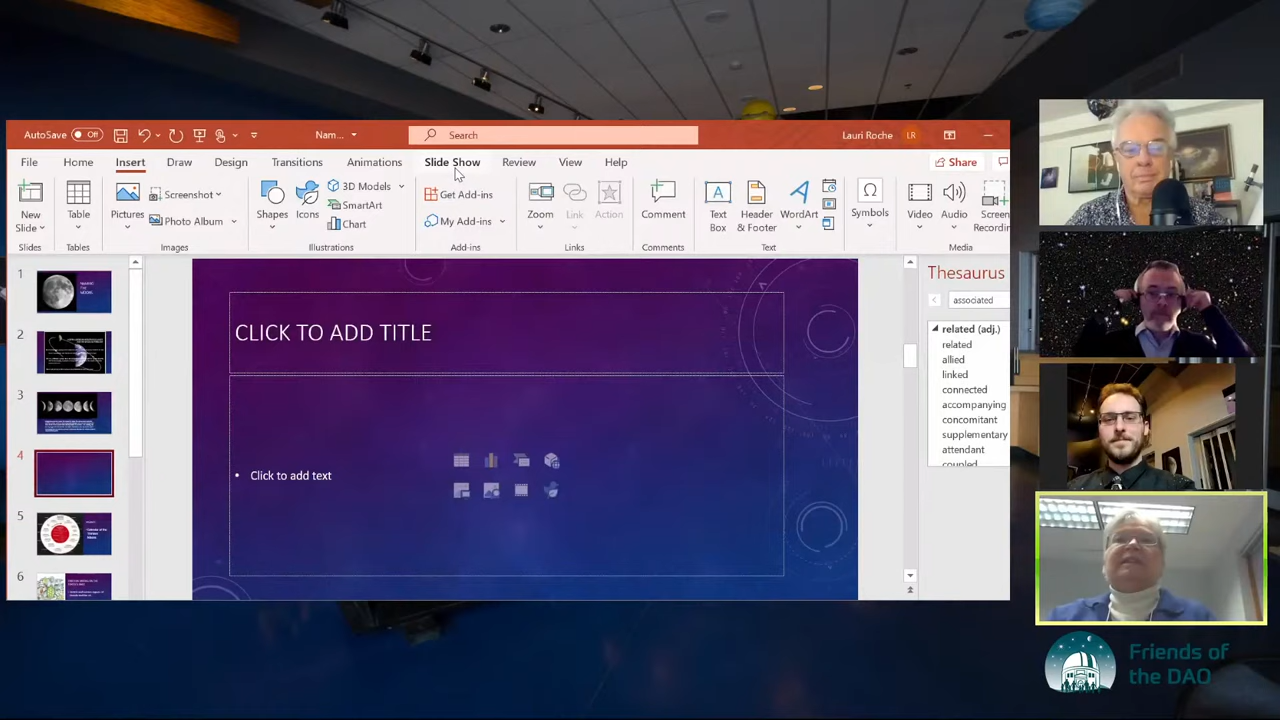 AutoSave Off
Nam...
Search
Lauri Roche LR
File Home Insert Draw Design Transitions Animations Slide Show Review View Help Share
New Slide
Table
Pictures
Screenshot
Photo Album
Shapes
Icons
3D Models
SmartArt
Chart
Get Add-ins
My Add-ins
Zoom
Link
Action
Comment
Text Box
Header & Footer
WordArt
Symbols
Video
Audio
Screen
Recordin
Slides Tables Images Illustrations Add-ins Links Comments Text Media
1
2
3
4
5
6
CLICK TO ADD TITLE
• Click to add text
Thesaurus
associated
related (adj.)
related
allied
linked
connected
accompanying
concomitant
supplementary
coupled
Friends of
the DAO